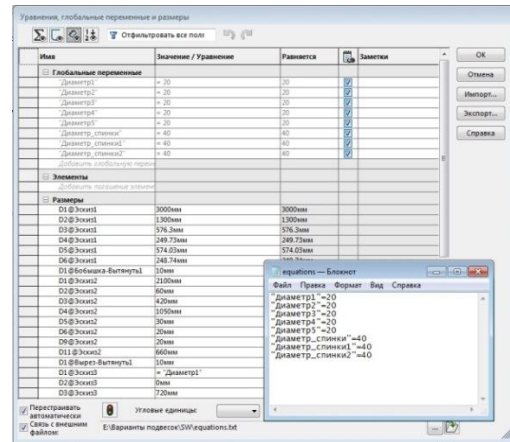 Уравнения, глобальные переменные и размеры
Отфильтровать все поля
Имя Значение / Уравнение Равняется Заметки
Глобальные переменные
"Диаметр1" = 20 20
"Диаметр2" = 20 20
"Диаметр3" = 20 20
"Диаметр4" = 20 20
"Диаметр5" = 20 20
"Диаметр_спинки" = 40 40
"Диаметр_спинки1" = 40 40
"Диаметр_спинки2" = 40 40
Добавить глобальную перем
Элементы
Добавить погашение элемен
Размеры
D1@Эскиз1 3000мм 3000мм
D2@Эскиз1 1300мм 1300мм
D3@Эскиз1 576.3мм 576.3мм
D4@Эскиз1 249.73мм 249.73мм
D5@Эскиз1 574.03мм 574.03мм
D6@Эскиз1 248.74мм
D1@Бобышка-Вытянуть1 10мм
D1@Эскиз2 2100мм
D2@Эскиз2 60мм
D3@Эскиз2 420мм
D4@Эскиз2 1050мм
D5@Эскиз2 30мм
D6@Эскиз2 20мм
D9@Эскиз2 20мм
D11@Эскиз2 660мм
D1@Вырез-Вытянуть1 10мм
D1@Эскиз3 = "Диаметр1"
D2@Эскиз3 0мм
D3@Эскиз3 720мм
OK
Отмена
Импорт...
Экспорт...
Справка
equations — Блокнот
Файл Правка Формат Вид Справка
"Диаметр1"=20
"Диаметр2"=20
"Диаметр3"=20
"Диаметр4"=20
"Диаметр5"=20
"Диаметр_спинки"=40
"Диаметр_спинки1"=40
"Диаметр_спинки2"=40
Перестраивать автоматически
Угловые единицы:
Связь с внешним файлом:
E:\Варианты подвесок\SW\equations.txt
...